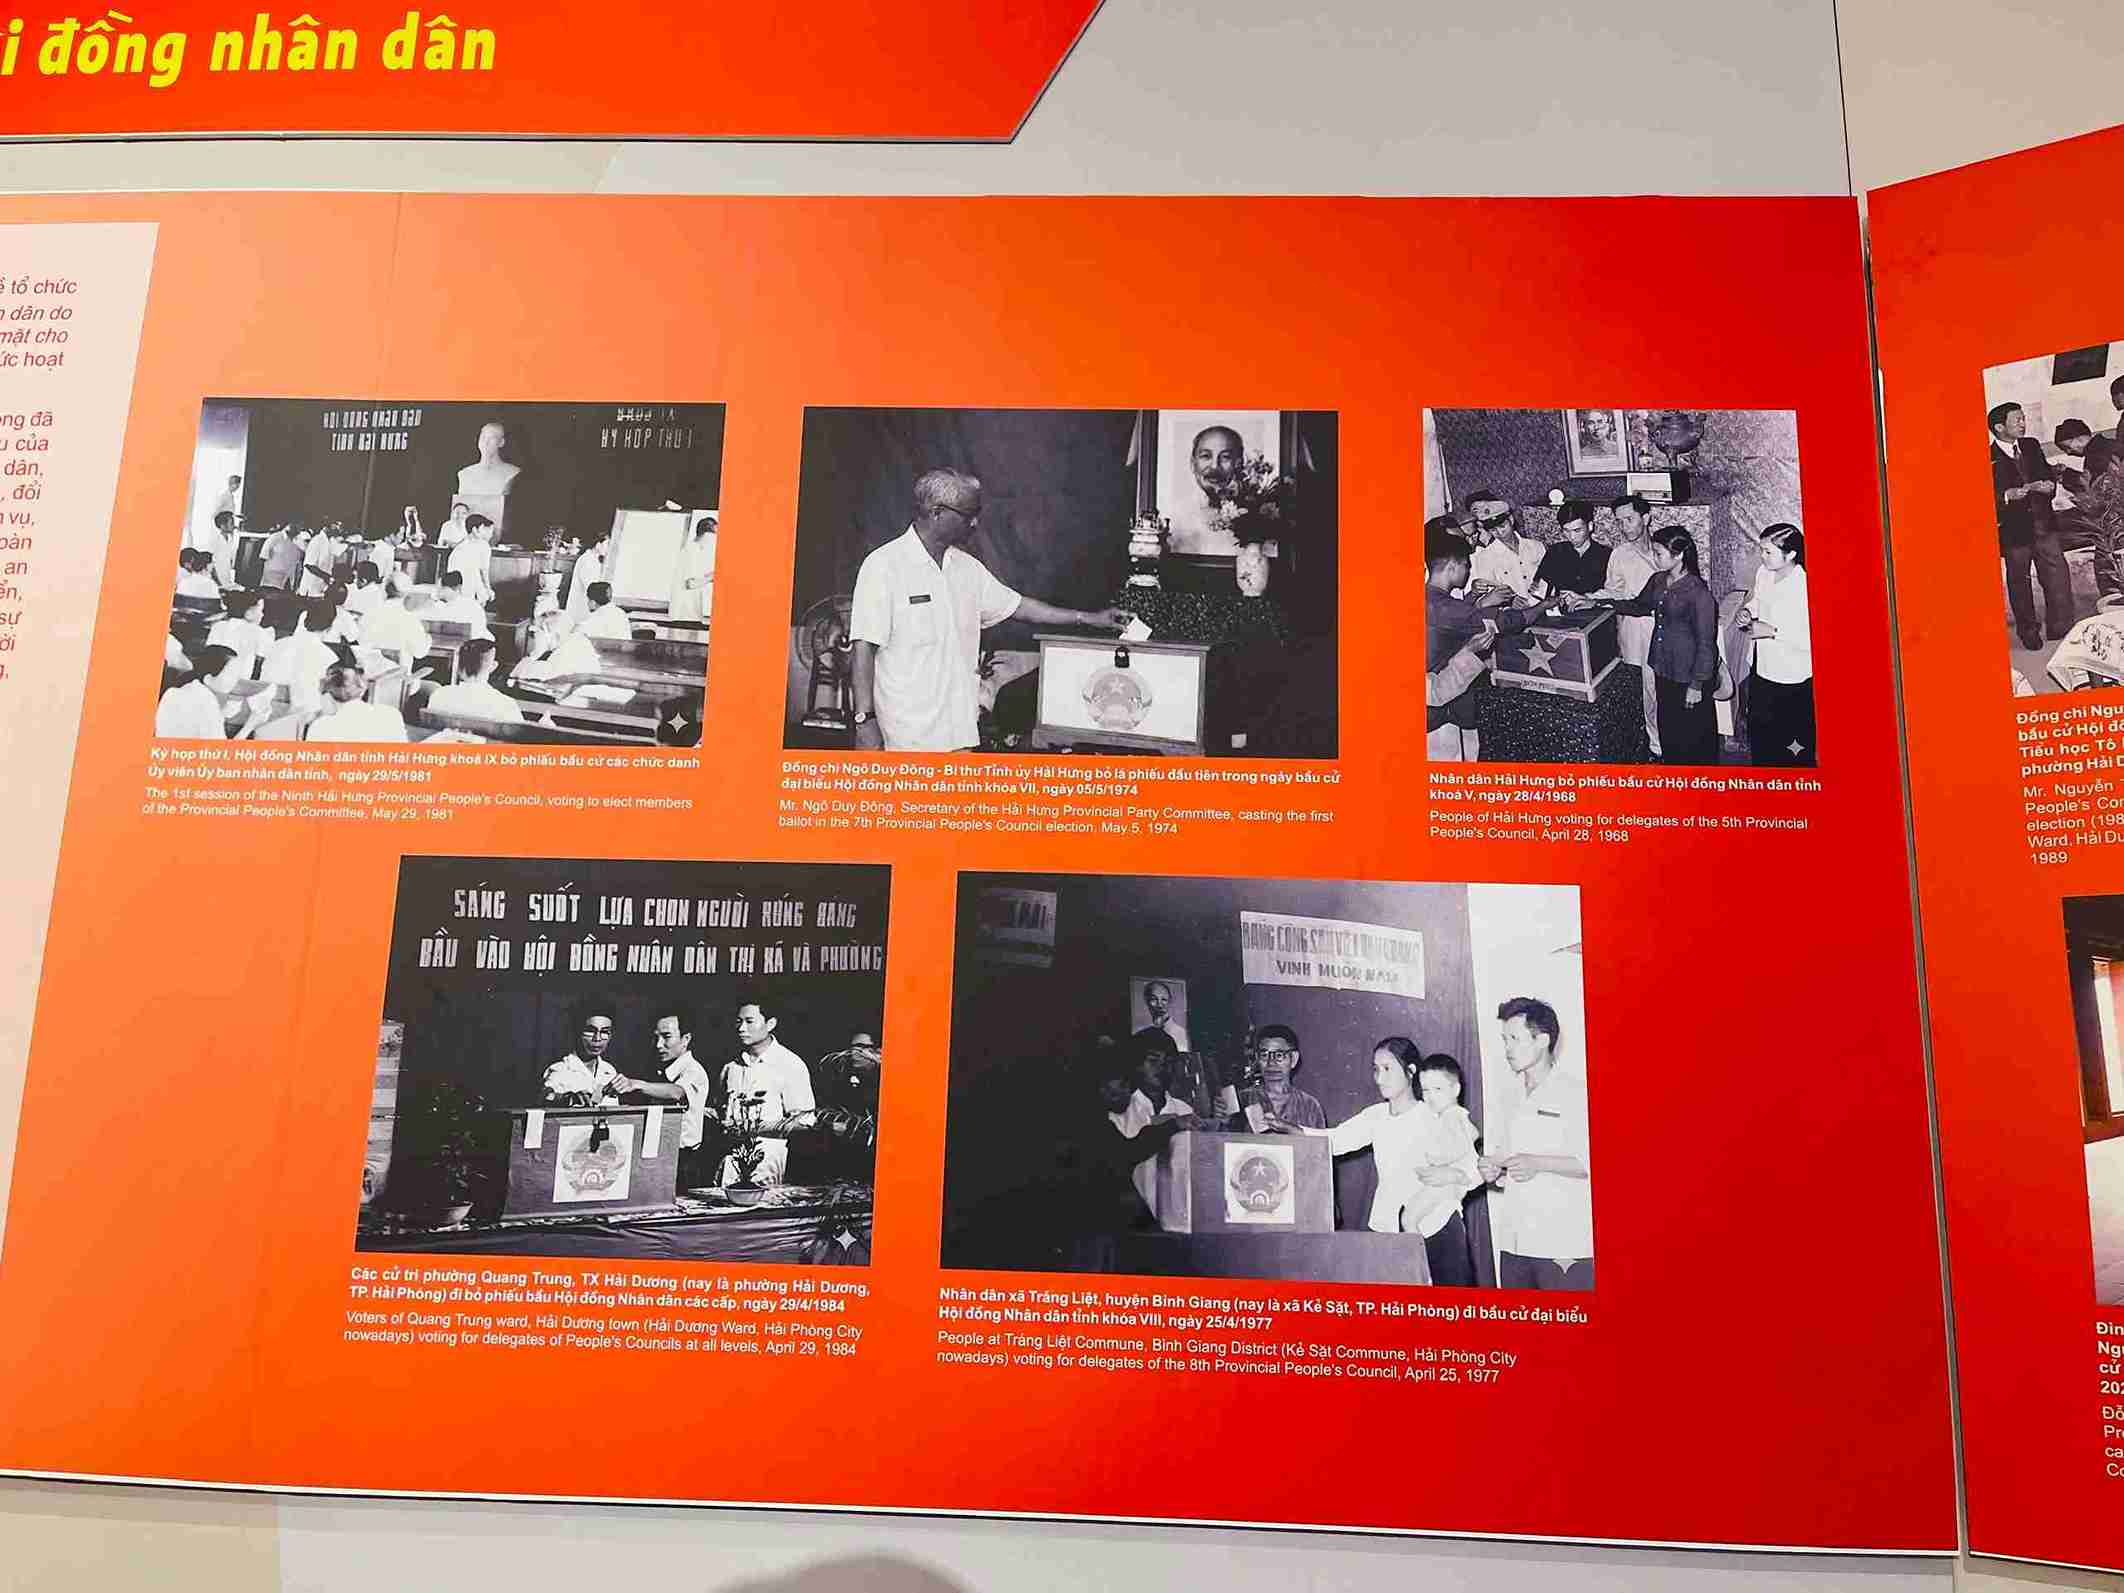 i đồng nhân dân
ề tổ chức
dân do
mặt cho
ức hoạt
ong đã
u của
dân,
, đổi
vụ,
oàn
an
ển,
sự
ời
g,
HỘI ĐỒNG NHÂN DÂN
TỈNH HẢI HƯNG
KHOÁ IX
KỲ HỌP THỨ I
Kỳ họp thứ I, Hội đồng Nhân dân tỉnh Hải Hưng khoá IX bỏ phiếu bầu cử các chức danh
Ủy viên Ủy ban nhân dân tỉnh, ngày 29/5/1981
The 1st session of the Ninth Hải Hưng Provincial People's Council, voting to elect members
of the Provincial People's Committee, May 29, 1981
Đồng chí Ngô Duy Đông - Bí thư Tỉnh ủy Hải Hưng bỏ lá phiếu đầu tiên trong ngày bầu cử
đại biểu Hội đồng Nhân dân tỉnh khóa VII, ngày 05/5/1974
Mr. Ngô Duy Đông, Secretary of the Hải Hưng Provincial Party Committee, casting the first
ballot in the 7th Provincial People's Council election, May 5, 1974
Nhân dân Hải Hưng bỏ phiếu bầu cử Hội đồng Nhân dân tỉnh
khoá V, ngày 28/4/1968
People of Hải Hưng voting for delegates of the 5th Provincial
People's Council, April 28, 1968
SÁNG SUỐT LỰA CHỌN NGƯỜI XỨNG ĐÁNG
BẦU VÀO HỘI ĐỒNG NHÂN DÂN THỊ XÃ VÀ PHƯỜNG
Các cử tri phường Quang Trung, TX Hải Dương (nay là phường Hải Dương,
TP. Hải Phòng) đi bỏ phiếu bầu Hội đồng Nhân dân các cấp, ngày 29/4/1984
Voters of Quang Trung ward, Hải Dương town (Hải Dương Ward, Hải Phòng City
nowadays) voting for delegates of People's Councils at all levels, April 29, 1984
ĐẢNG CỘNG SẢN VIỆT NAM QUANG
VINH MUÔN NĂM
Nhân dân xã Tráng Liệt, huyện Bình Giang (nay là xã Kẻ Sặt, TP. Hải Phòng) đi bầu cử đại biểu
Hội đồng Nhân dân tỉnh khóa VIII, ngày 25/4/1977
People at Tráng Liệt Commune, Bình Giang District (Kẻ Sặt Commune, Hải Phòng City
nowadays) voting for delegates of the 8th Provincial People's Council, April 25, 1977
Đồng chí Ngu
bầu cử Hội đồ
Tiểu học Tô
phường Hải D
Mr. Nguyễn
People's Co
election (198
Ward, Hải Du
1989
Đìn
Ngu
cử
202
Đỗ
Pr
ca
Co